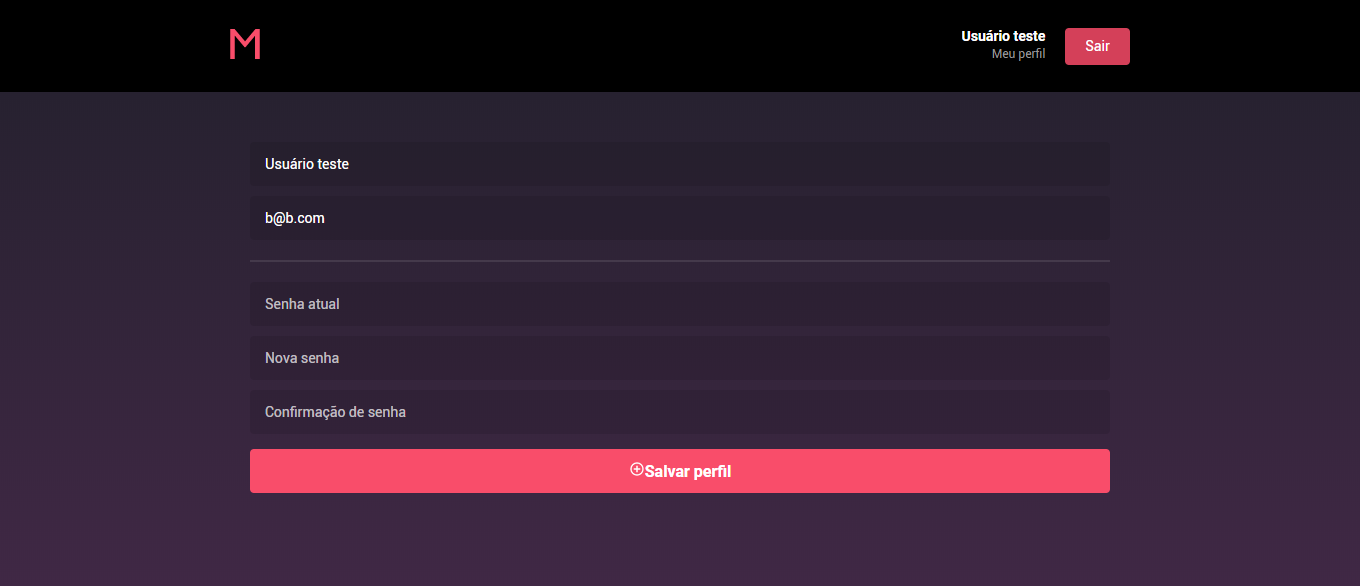 M
Usuário teste
Meu perfil
Sair
Usuário teste
b@b.com
Senha atual
Nova senha
Confirmação de senha
Salvar perfil